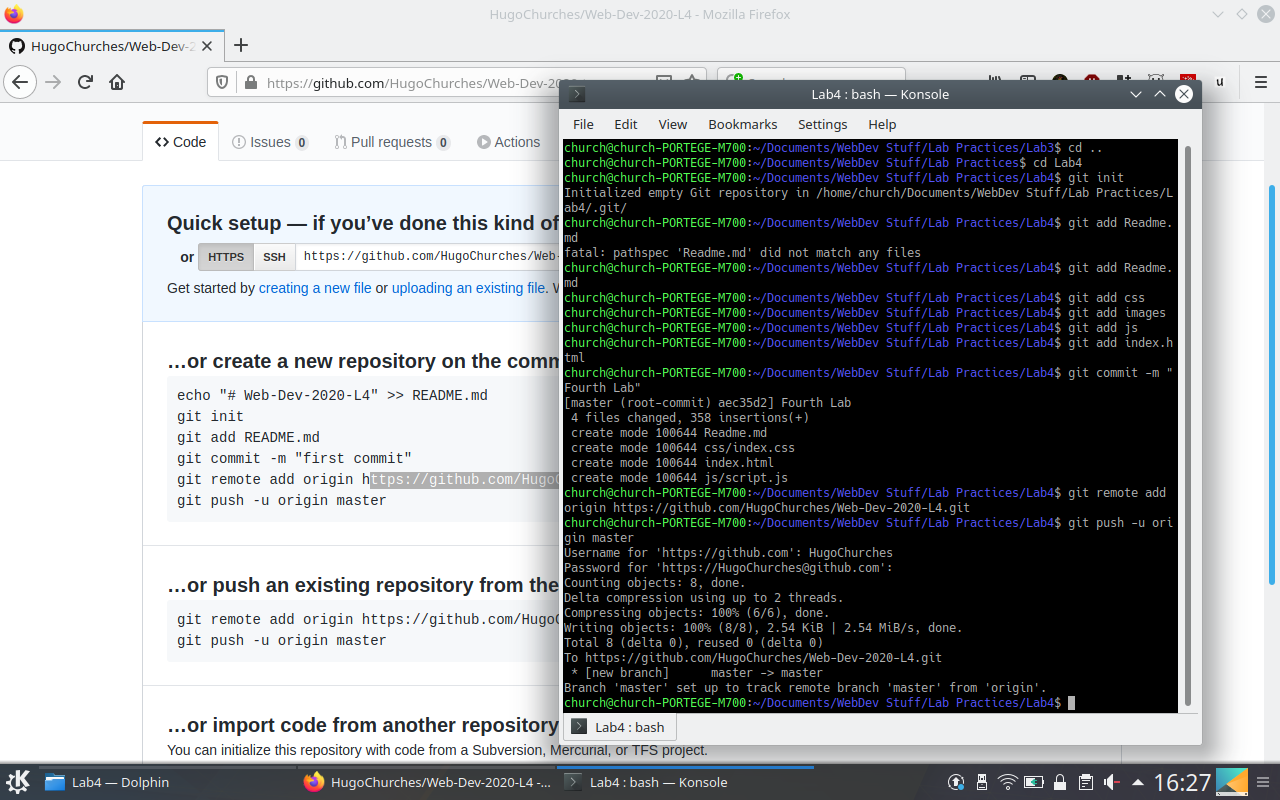 HugoChurches/Web-Dev-2020-L4 - Mozilla Firefox
HugoChurches/Web-Dev-2
https://github.com/HugoChurches/Web-Dev-
Code
Issues 0
Pull requests 0
Actions
Quick setup — if you've done this kind of
or HTTPS SSH https://github.com/HugoChurches/Web-
Get started by creating a new file or uploading an existing file.
…or create a new repository on the comm
echo "# Web-Dev-2020-L4" >> README.md
git init
git add README.md
git commit -m "first commit"
git remote add origin https://github.com/Hugo
git push -u origin master
…or push an existing repository from the
git remote add origin https://github.com/Hugo
git push -u origin master
…or import code from another repository
You can initialize this repository with code from a Subversion, Mercurial, or TFS project.
Lab4 : bash — Konsole
File Edit View Bookmarks Settings Help
church@church-PORTEGE-M700:~/Documents/WebDev Stuff/Lab Practices/Lab3$ cd ..
church@church-PORTEGE-M700:~/Documents/WebDev Stuff/Lab Practices$ cd Lab4
church@church-PORTEGE-M700:~/Documents/WebDev Stuff/Lab Practices/Lab4$ git init
Initialized empty Git repository in /home/church/Documents/WebDev Stuff/Lab Practices/L
ab4/.git/
church@church-PORTEGE-M700:~/Documents/WebDev Stuff/Lab Practices/Lab4$ git add Readme.
md
fatal: pathspec 'Readme.md' did not match any files
church@church-PORTEGE-M700:~/Documents/WebDev Stuff/Lab Practices/Lab4$ git add Readme.
md
church@church-PORTEGE-M700:~/Documents/WebDev Stuff/Lab Practices/Lab4$ git add css
church@church-PORTEGE-M700:~/Documents/WebDev Stuff/Lab Practices/Lab4$ git add images
church@church-PORTEGE-M700:~/Documents/WebDev Stuff/Lab Practices/Lab4$ git add js
church@church-PORTEGE-M700:~/Documents/WebDev Stuff/Lab Practices/Lab4$ git add index.h
tml
church@church-PORTEGE-M700:~/Documents/WebDev Stuff/Lab Practices/Lab4$ git commit -m "
Fourth Lab"
[master (root-commit) aec35d2] Fourth Lab
 4 files changed, 358 insertions(+)
 create mode 100644 Readme.md
 create mode 100644 css/index.css
 create mode 100644 index.html
 create mode 100644 js/script.js
church@church-PORTEGE-M700:~/Documents/WebDev Stuff/Lab Practices/Lab4$ git remote add
origin https://github.com/HugoChurches/Web-Dev-2020-L4.git
church@church-PORTEGE-M700:~/Documents/WebDev Stuff/Lab Practices/Lab4$ git push -u ori
gin master
Username for 'https://github.com': HugoChurches
Password for 'https://HugoChurches@github.com':
Counting objects: 8, done.
Delta compression using up to 2 threads.
Compressing objects: 100% (6/6), done.
Writing objects: 100% (8/8), 2.54 KiB | 2.54 MiB/s, done.
Total 8 (delta 0), reused 0 (delta 0)
To https://github.com/HugoChurches/Web-Dev-2020-L4.git
 * [new branch]      master -> master
Branch 'master' set up to track remote branch 'master' from 'origin'.
church@church-PORTEGE-M700:~/Documents/WebDev Stuff/Lab Practices/Lab4$
Lab4 : bash
Lab4 — Dolphin
HugoChurches/Web-Dev-2020-L4 -...
Lab4 : bash — Konsole
16:27